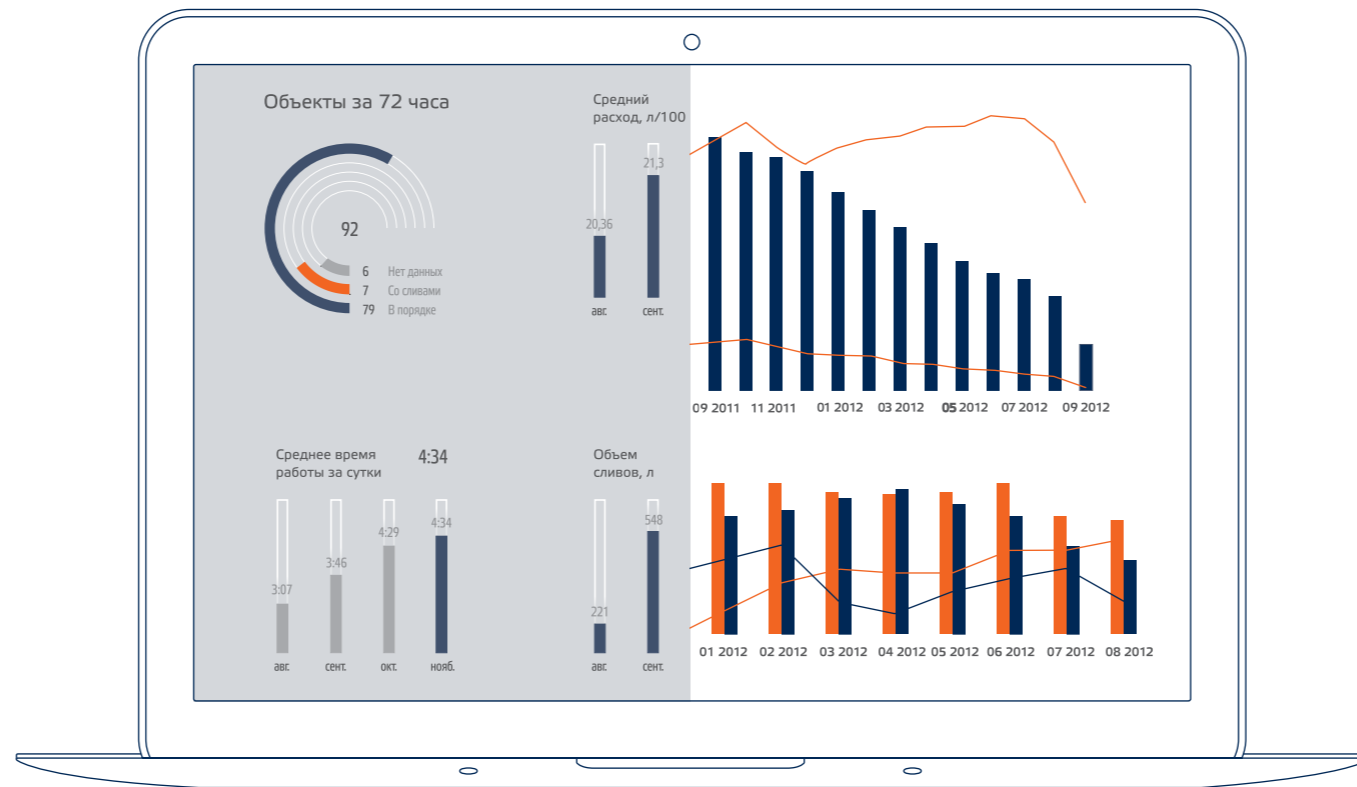 Объекты за 72 часа
92
6 Нет данных
7 Со сливами
79 В порядке
Средний
расход, л/100
20,36
21,3
авг. сент.
09 2011 11 2011 01 2012 03 2012 05 2012 07 2012 09 2012
Среднее время
работы за сутки
4:34
3:07
3:46
4:29
4:34
авг. сент. окт. нояб.
Объем
сливов, л
221
548
авг. сент.
01 2012 02 2012 03 2012 04 2012 05 2012 06 2012 07 2012 08 2012